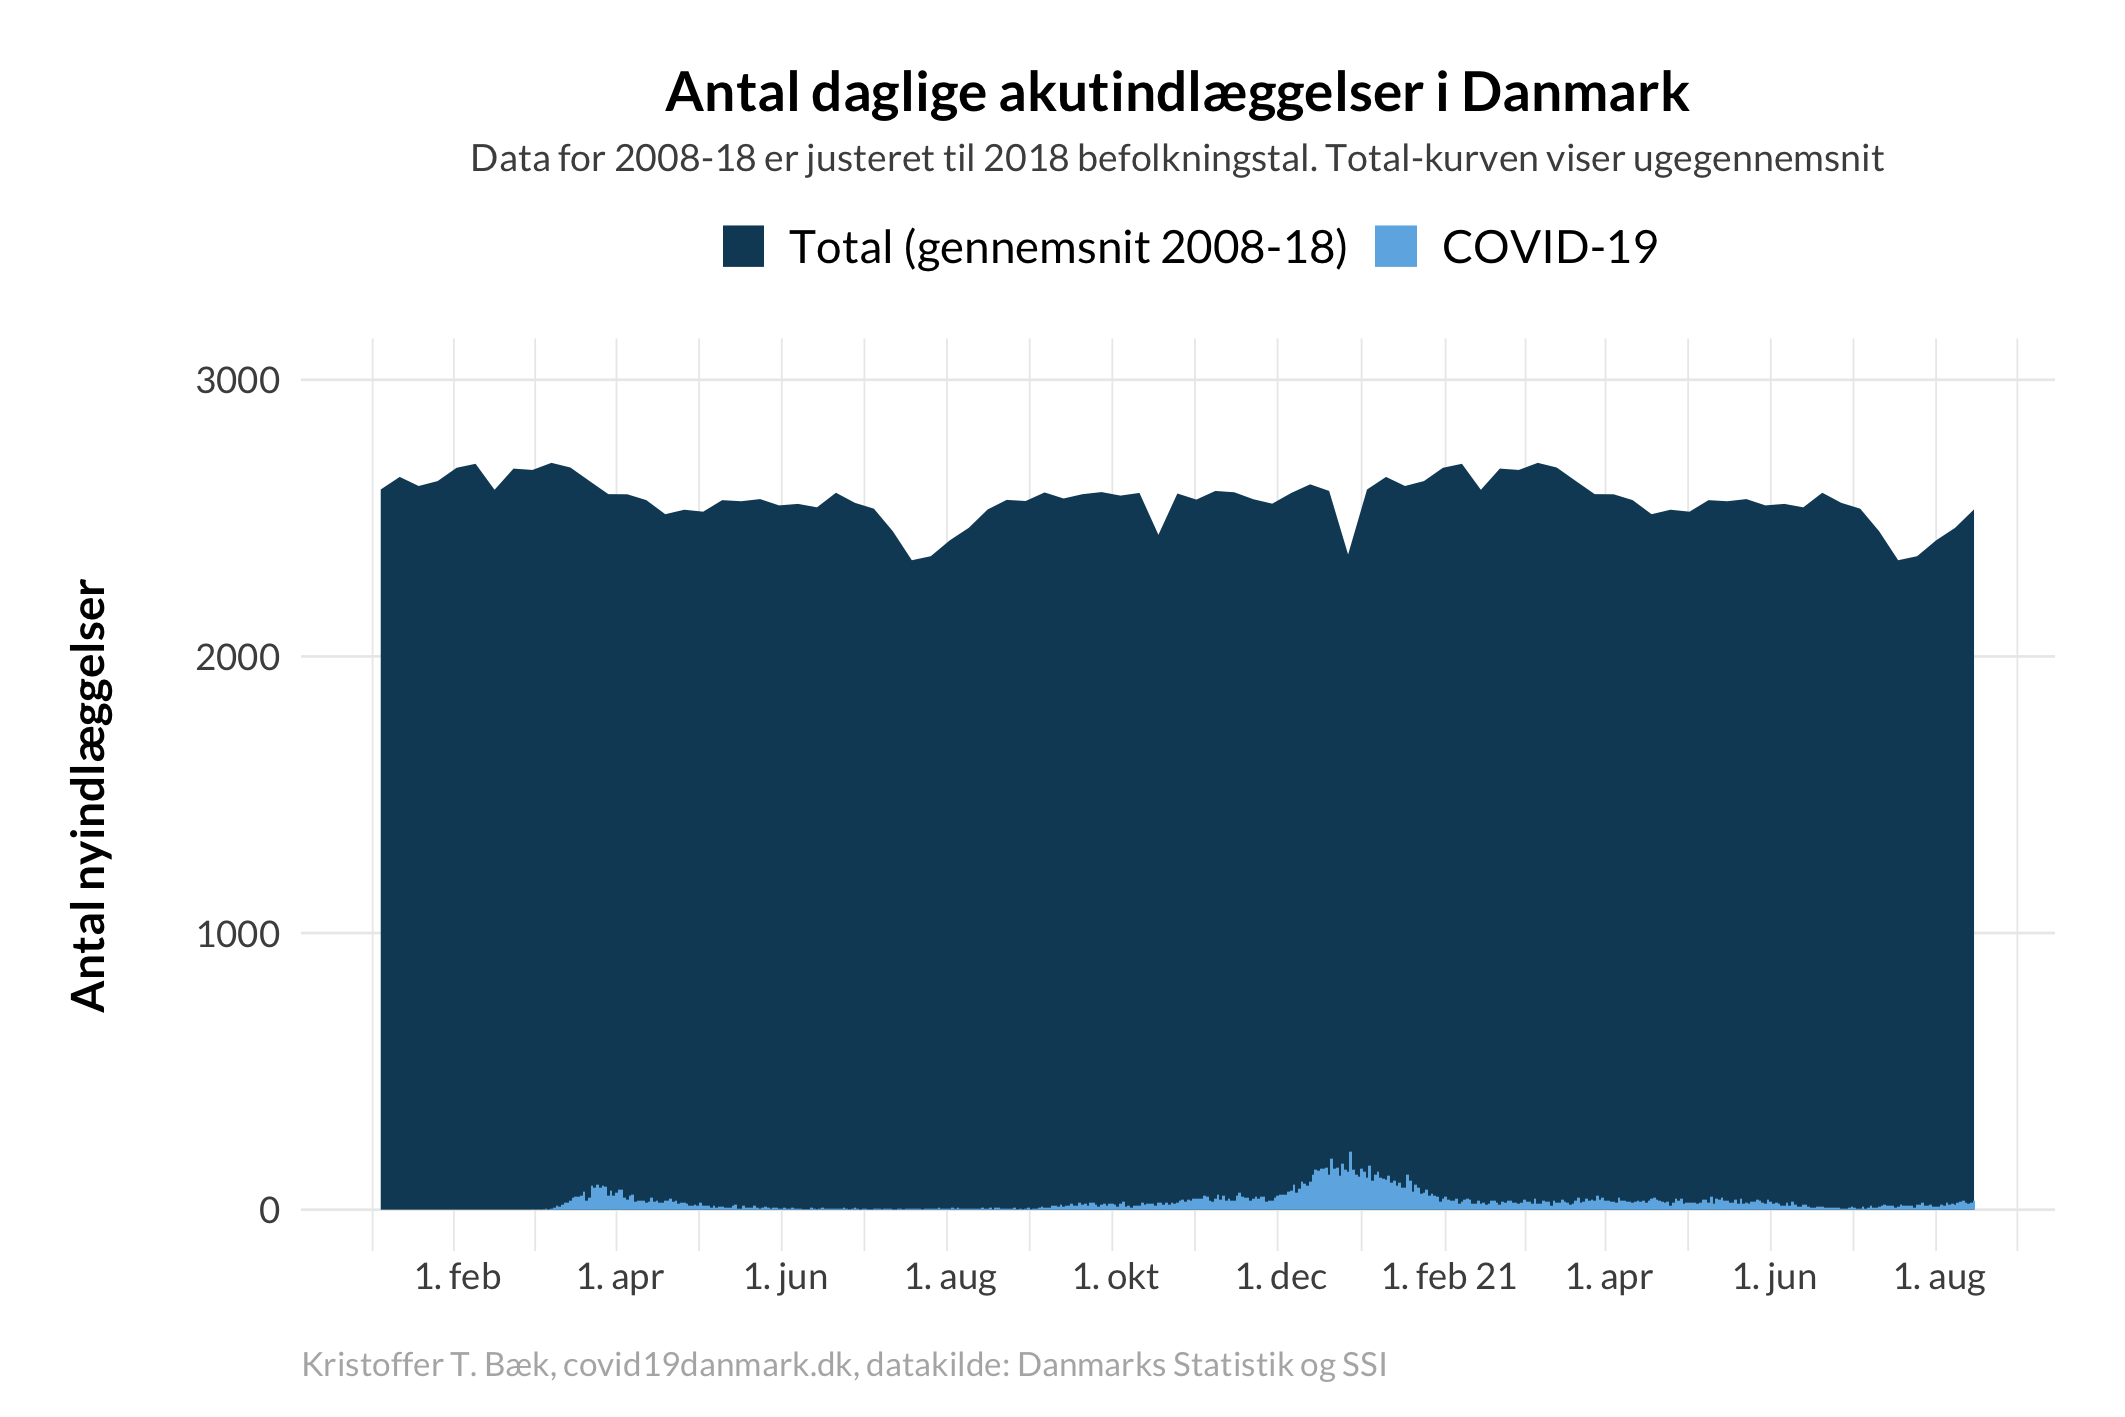 Antal daglige akutindlæggelser i Danmark
Data for 2008-18 er justeret til 2018 befolkningstal. Total-kurven viser ugegennemsnit
Total (gennemsnit 2008-18) COVID-19
Antal nyindlæggelser
3000
2000
1000
0
1. feb 1. apr 1. jun 1. aug 1. okt 1. dec 1. feb 21 1. apr 1. jun 1. aug
Kristoffer T. Bæk, covid19danmark.dk, datakilde: Danmarks Statistik og SSI